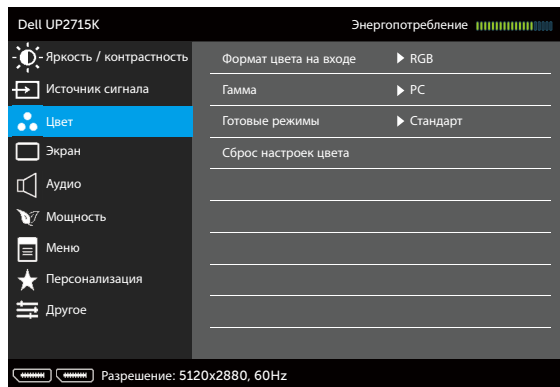 Dell UP2715K Энергопотребление
Яркость / контрастность
Источник сигнала
Цвет
Экран
Аудио
Мощность
Меню
Персонализация
Другое
Формат цвета на входе RGB
Гамма PC
Готовые режимы Стандарт
Сброс настроек цвета
Разрешение: 5120x2880, 60Hz